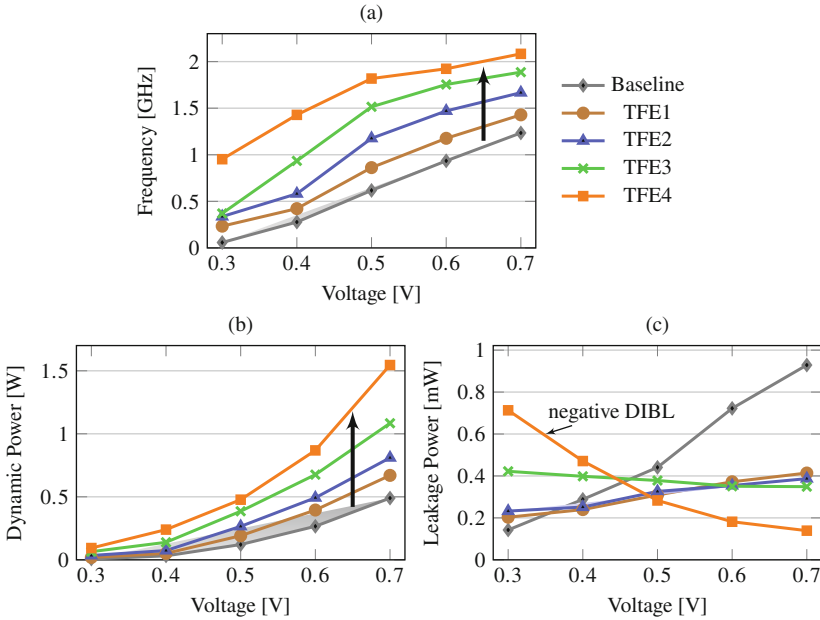 (a)
Frequency [GHz]
2
1.5
1
0.5
0
0.3 0.4 0.5 0.6 0.7
Voltage [V]
Baseline
TFE1
TFE2
TFE3
TFE4
(b)
Dynamic Power [W]
1.5
1
0.5
0
0.3 0.4 0.5 0.6 0.7
Voltage [V]
(c)
Leakage Power [mW]
1
0.8
0.6
0.4
0.2
0
negative DIBL
0.3 0.4 0.5 0.6 0.7
Voltage [V]